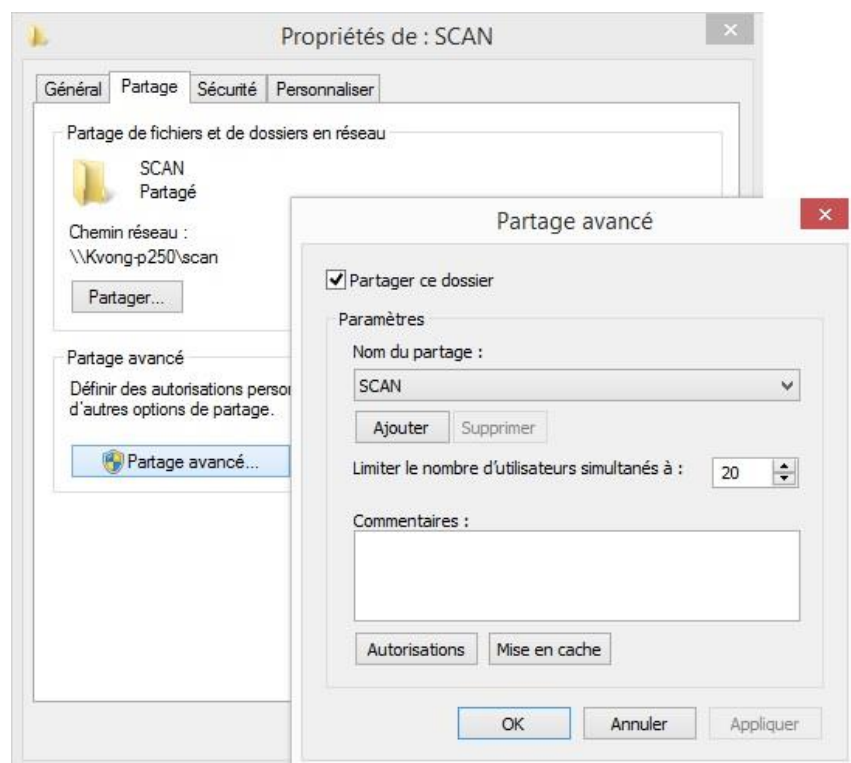 Propriétés de : SCAN
Général Partage Sécurité Personnaliser
Partage de fichiers et de dossiers en réseau
SCAN
Partagé
Chemin réseau :
\\Kvong-p250\scan
Partager...
Partage avancé
Définir des autorisations
d'autres options de partage.
Partage avancé...
Partage avancé
Partager ce dossier
Paramètres
Nom du partage :
SCAN
Ajouter Supprimer
Limiter le nombre d'utilisateurs simultanés à : 20
Commentaires :
Autorisations Mise en cache
OK Annuler Appliquer